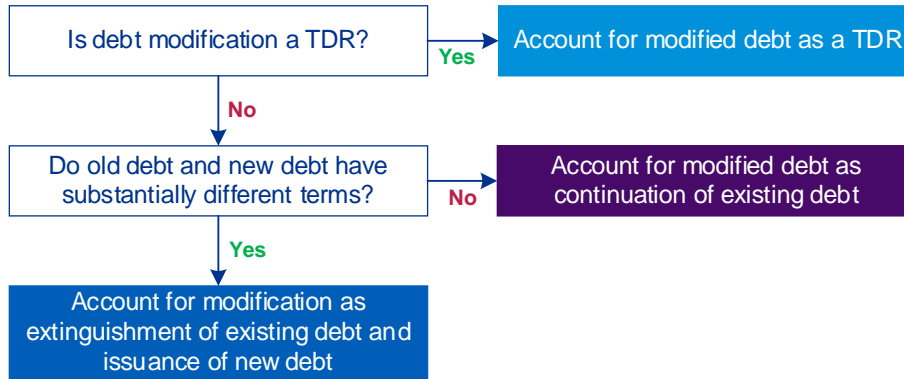 Is debt modification a TDR?
Yes
Account for modified debt as a TDR
No
Do old debt and new debt have
substantially different terms?
No
Account for modified debt as
continuation of existing debt
Yes
Account for modification as
extinguishment of existing debt and
issuance of new debt